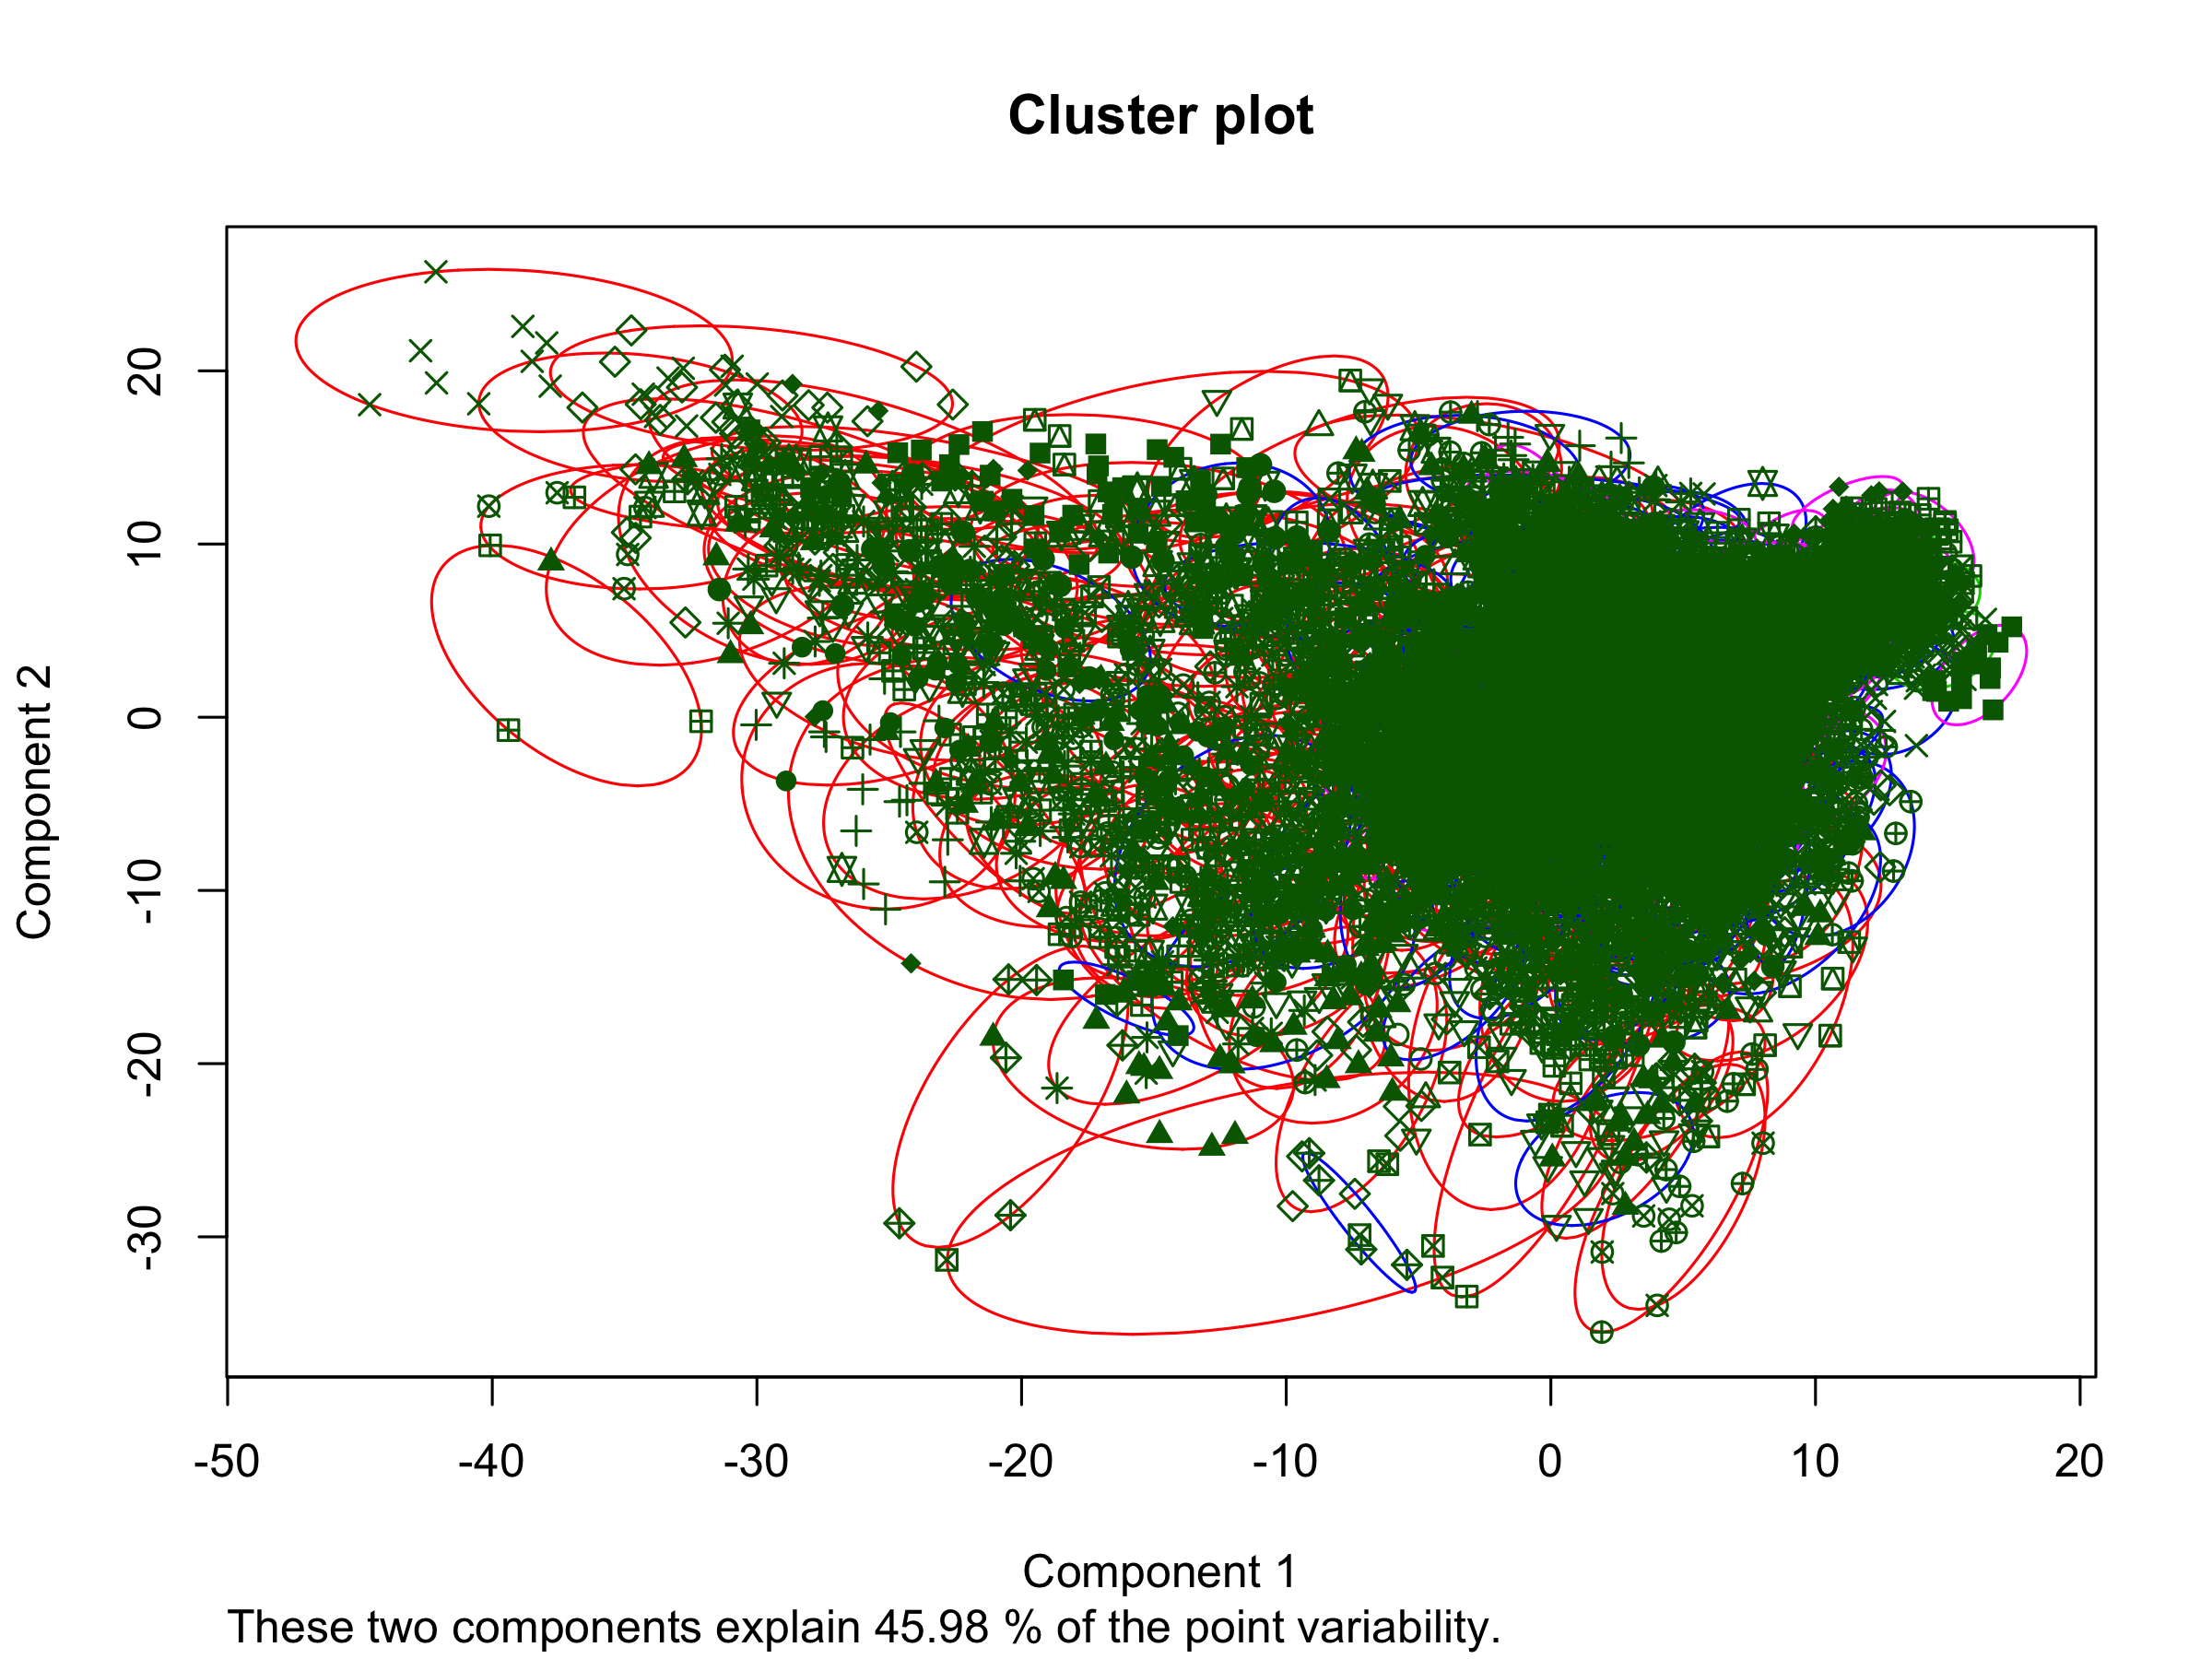 Cluster plot
20
10
0
-10
-20
-30
Component 2
-50 -40 -30 -20 -10 0 10 20
Component 1
These two components explain 45.98 % of the point variability.